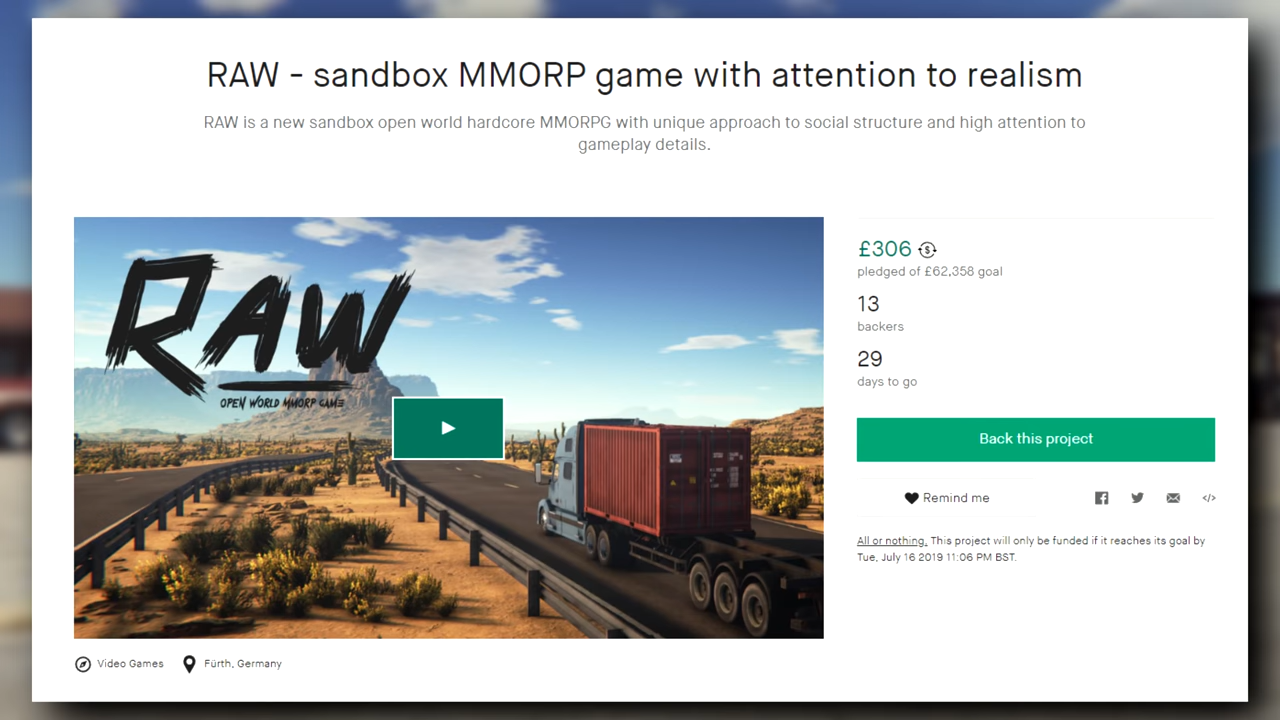 RAW - sandbox MMORP game with attention to realism
RAW is a new sandbox open world hardcore MMORPG with unique approach to social structure and high attention to
gameplay details.
RAW
OPEN WORLD MMORP GAME
£306
pledged of £62,358 goal
13
backers
29
days to go
Back this project
Remind me
All or nothing. This project will only be funded if it reaches its goal by
Tue, July 16 2019 11:06 PM BST.
Video Games
Fürth, Germany